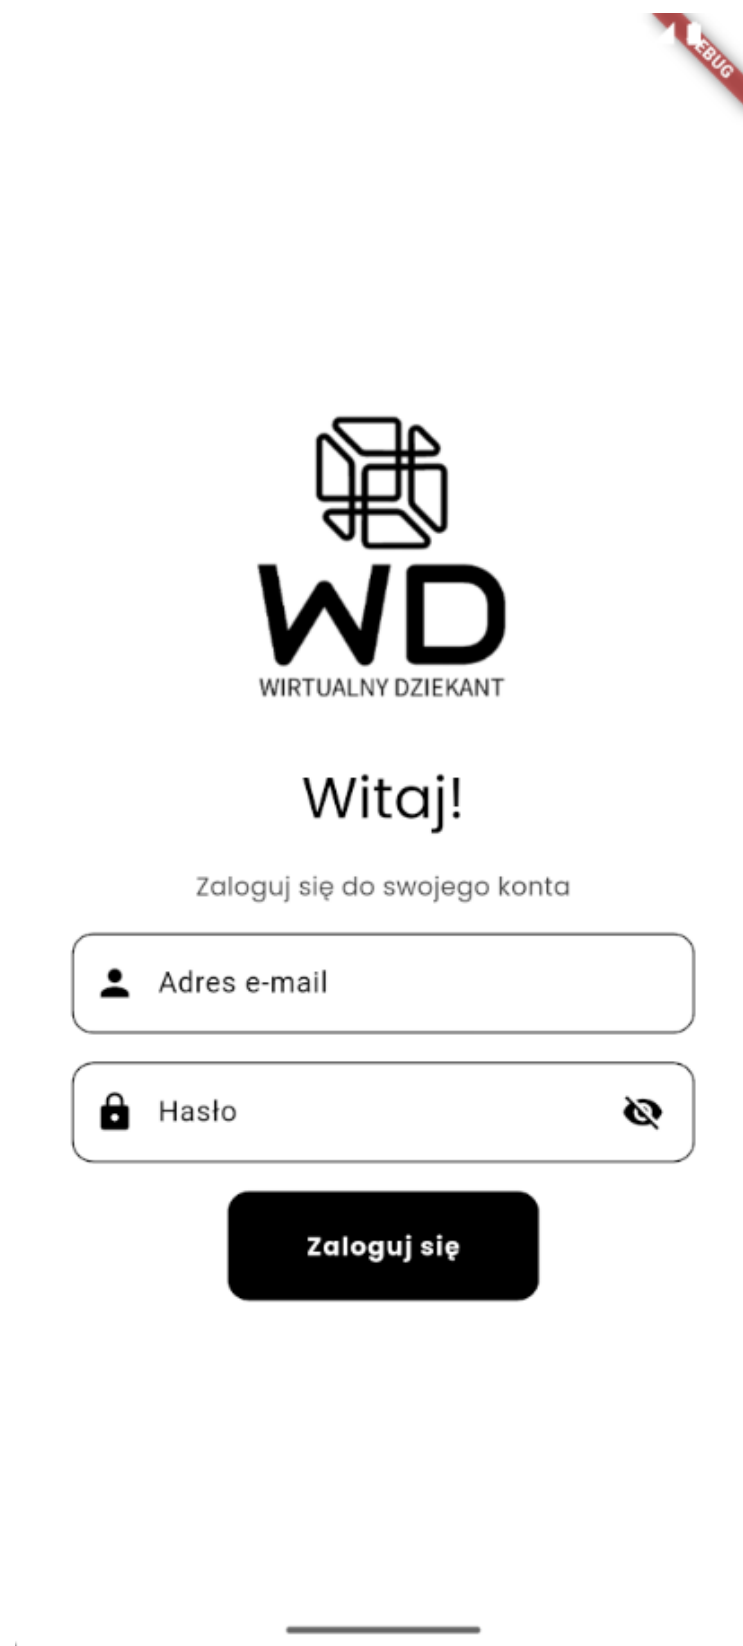 DEBUG
WD
WIRTUALNY DZIEKANT
Witaj!
Zaloguj się do swojego konta
Adres e-mail
Hasło
Zaloguj się